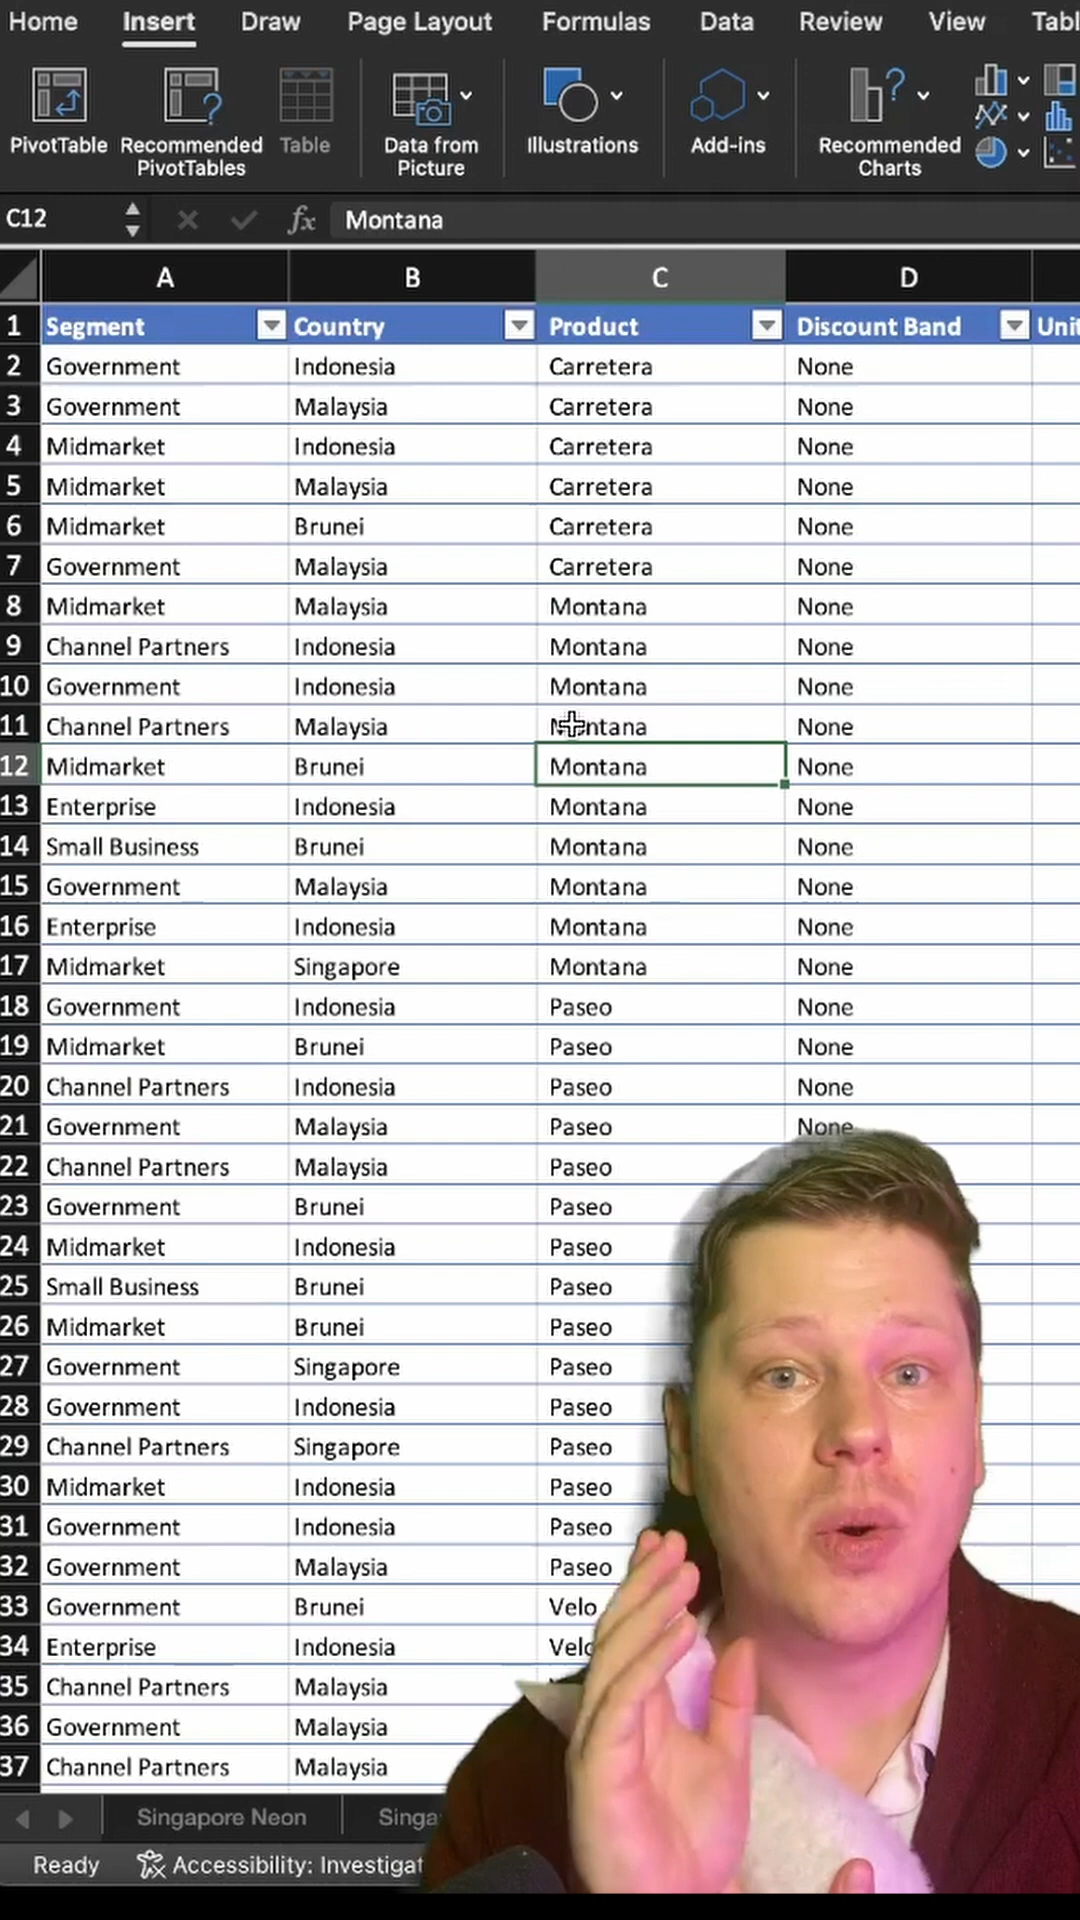 Home Insert Draw Page Layout Formulas Data Review View
PivotTable Recommended PivotTables Table Data from Picture Illustrations Add-ins Recommended Charts
C12 fx Montana
A B C D
1 Segment Country Product Discount Band
2 Government Indonesia Carretera None
3 Government Malaysia Carretera None
4 Midmarket Indonesia Carretera None
5 Midmarket Malaysia Carretera None
6 Midmarket Brunei Carretera None
7 Government Malaysia Carretera None
8 Midmarket Malaysia Montana None
9 Channel Partners Indonesia Montana None
10 Government Indonesia Montana None
11 Channel Partners Malaysia Montana None
12 Midmarket Brunei Montana None
13 Enterprise Indonesia Montana None
14 Small Business Brunei Montana None
15 Government Malaysia Montana None
16 Enterprise Indonesia Montana None
17 Midmarket Singapore Montana None
18 Government Indonesia Paseo None
19 Midmarket Brunei Paseo None
20 Channel Partners Indonesia Paseo None
21 Government Malaysia Paseo None
22 Channel Partners Malaysia Paseo
23 Government Brunei Paseo
24 Midmarket Indonesia Paseo
25 Small Business Brunei Paseo
26 Midmarket Brunei Paseo
27 Government Singapore Paseo
28 Government Indonesia Paseo
29 Channel Partners Singapore Paseo
30 Midmarket Indonesia Paseo
31 Government Indonesia Paseo
32 Government Malaysia Paseo
33 Government Brunei Velo
34 Enterprise Indonesia Velo
35 Channel Partners Malaysia
36 Government Malaysia
37 Channel Partners Malaysia
Singapore Neon
Ready Accessibility: